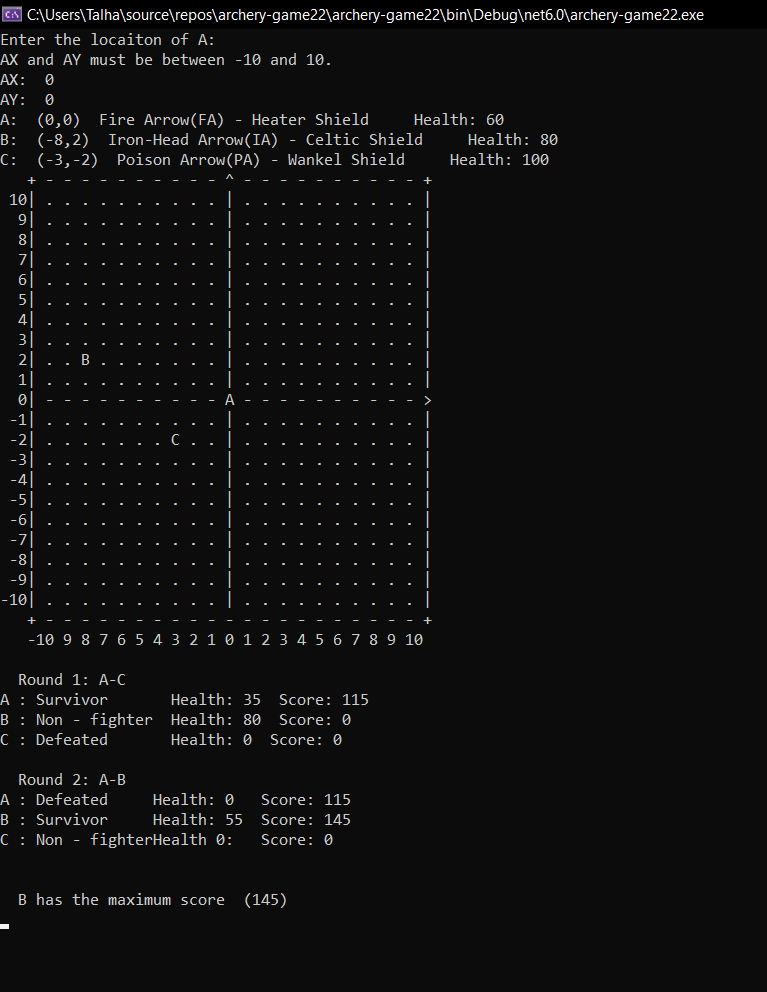 C:\Users\Talha\source\repos\archery-game22\archery-game22\bin\Debug\net6.0\archery-game22.exe
Enter the locaiton of A:
AX and AY must be between -10 and 10.
AX:  0
AY:  0
A:  (0,0)  Fire Arrow(FA) - Heater Shield     Health: 60
B:  (-8,2)  Iron-Head Arrow(IA) - Celtic Shield     Health: 80
C:  (-3,-2)  Poison Arrow(PA) - Wankel Shield     Health: 100
   + - - - - - - - - - - ^ - - - - - - - - - - +
 10| . . . . . . . . . . | . . . . . . . . . . |
  9| . . . . . . . . . . | . . . . . . . . . . |
  8| . . . . . . . . . . | . . . . . . . . . . |
  7| . . . . . . . . . . | . . . . . . . . . . |
  6| . . . . . . . . . . | . . . . . . . . . . |
  5| . . . . . . . . . . | . . . . . . . . . . |
  4| . . . . . . . . . . | . . . . . . . . . . |
  3| . . . . . . . . . . | . . . . . . . . . . |
  2| . . B . . . . . . . | . . . . . . . . . . |
  1| . . . . . . . . . . | . . . . . . . . . . |
  0| - - - - - - - - - - A - - - - - - - - - - >
 -1| . . . . . . . . . . | . . . . . . . . . . |
 -2| . . . . . . . C . . | . . . . . . . . . . |
 -3| . . . . . . . . . . | . . . . . . . . . . |
 -4| . . . . . . . . . . | . . . . . . . . . . |
 -5| . . . . . . . . . . | . . . . . . . . . . |
 -6| . . . . . . . . . . | . . . . . . . . . . |
 -7| . . . . . . . . . . | . . . . . . . . . . |
 -8| . . . . . . . . . . | . . . . . . . . . . |
 -9| . . . . . . . . . . | . . . . . . . . . . |
-10| . . . . . . . . . . | . . . . . . . . . . |
   + - - - - - - - - - - - - - - - - - - - - - +
   -10 9 8 7 6 5 4 3 2 1 0 1 2 3 4 5 6 7 8 9 10
  Round 1: A-C
A : Survivor       Health: 35  Score: 115
B : Non - fighter  Health: 80  Score: 0
C : Defeated       Health: 0  Score: 0
  Round 2: A-B
A : Defeated     Health: 0   Score: 115
B : Survivor     Health: 55  Score: 145
C : Non - fighterHealth 0:   Score: 0
  B has the maximum score  (145)